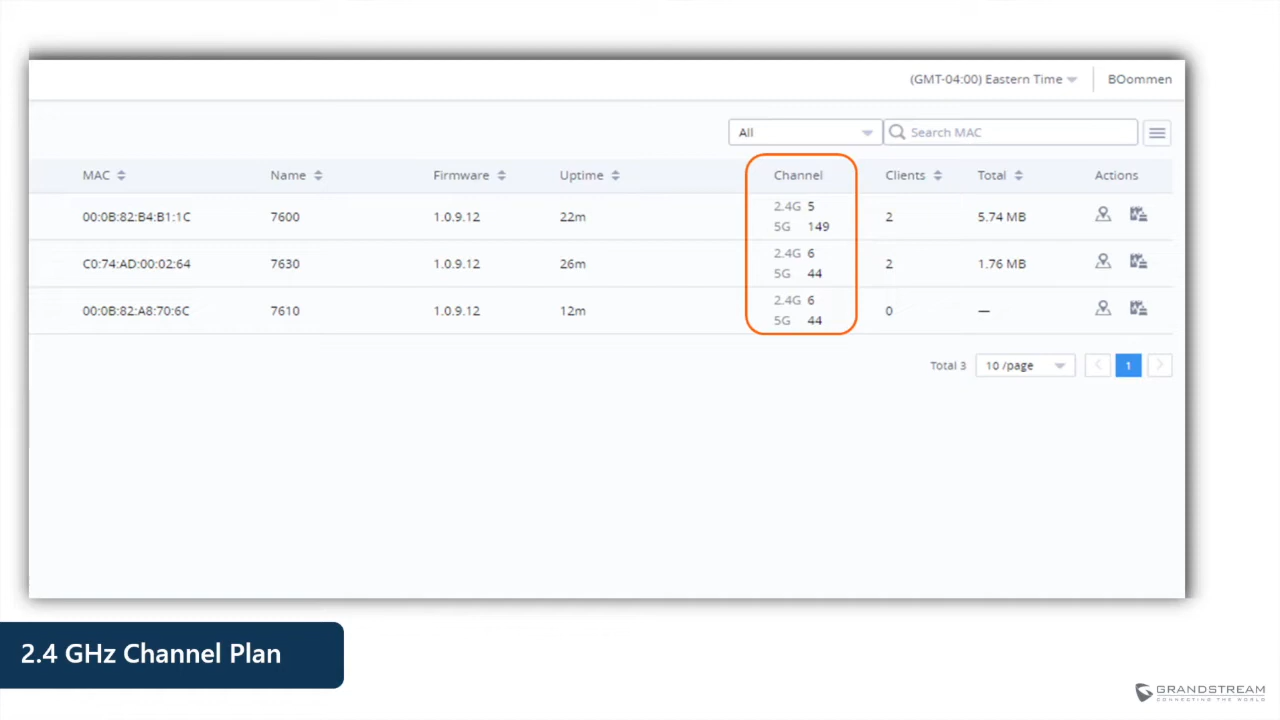 (GMT-04:00) Eastern Time BOommen
All Search MAC
MAC Name Firmware Uptime Channel Clients Total Actions
00:0B:82:B4:B1:1C 7600 1.0.9.12 22m 2.4G 5 2 5.74 MB
5G 149
C0:74:AD:00:02:64 7630 1.0.9.12 26m 2.4G 6 2 1.76 MB
5G 44
00:0B:82:A8:70:6C 7610 1.0.9.12 12m 2.4G 6 0 —
5G 44
Total 3 10 /page < 1 >
2.4 GHz Channel Plan
GRANDSTREAM
CONNECTING THE WORLD